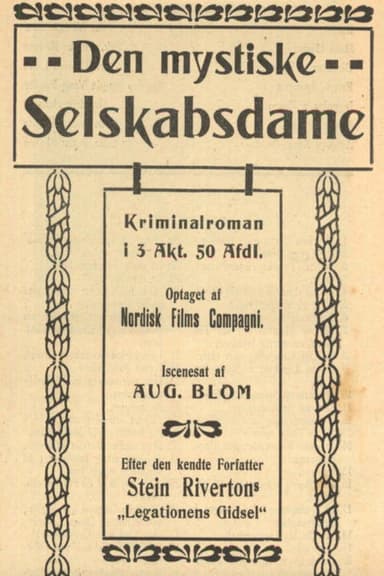 -- Den mystiske --
Selskabsdame
Kriminalroman
i 3 Akt. 50 Afdl.
Optaget af
Nordisk Films Compagni.
Iscenesat af
AUG. BLOM
Efter den kendte Forfatter
Stein Rivertons
„Legationens Gidsel“